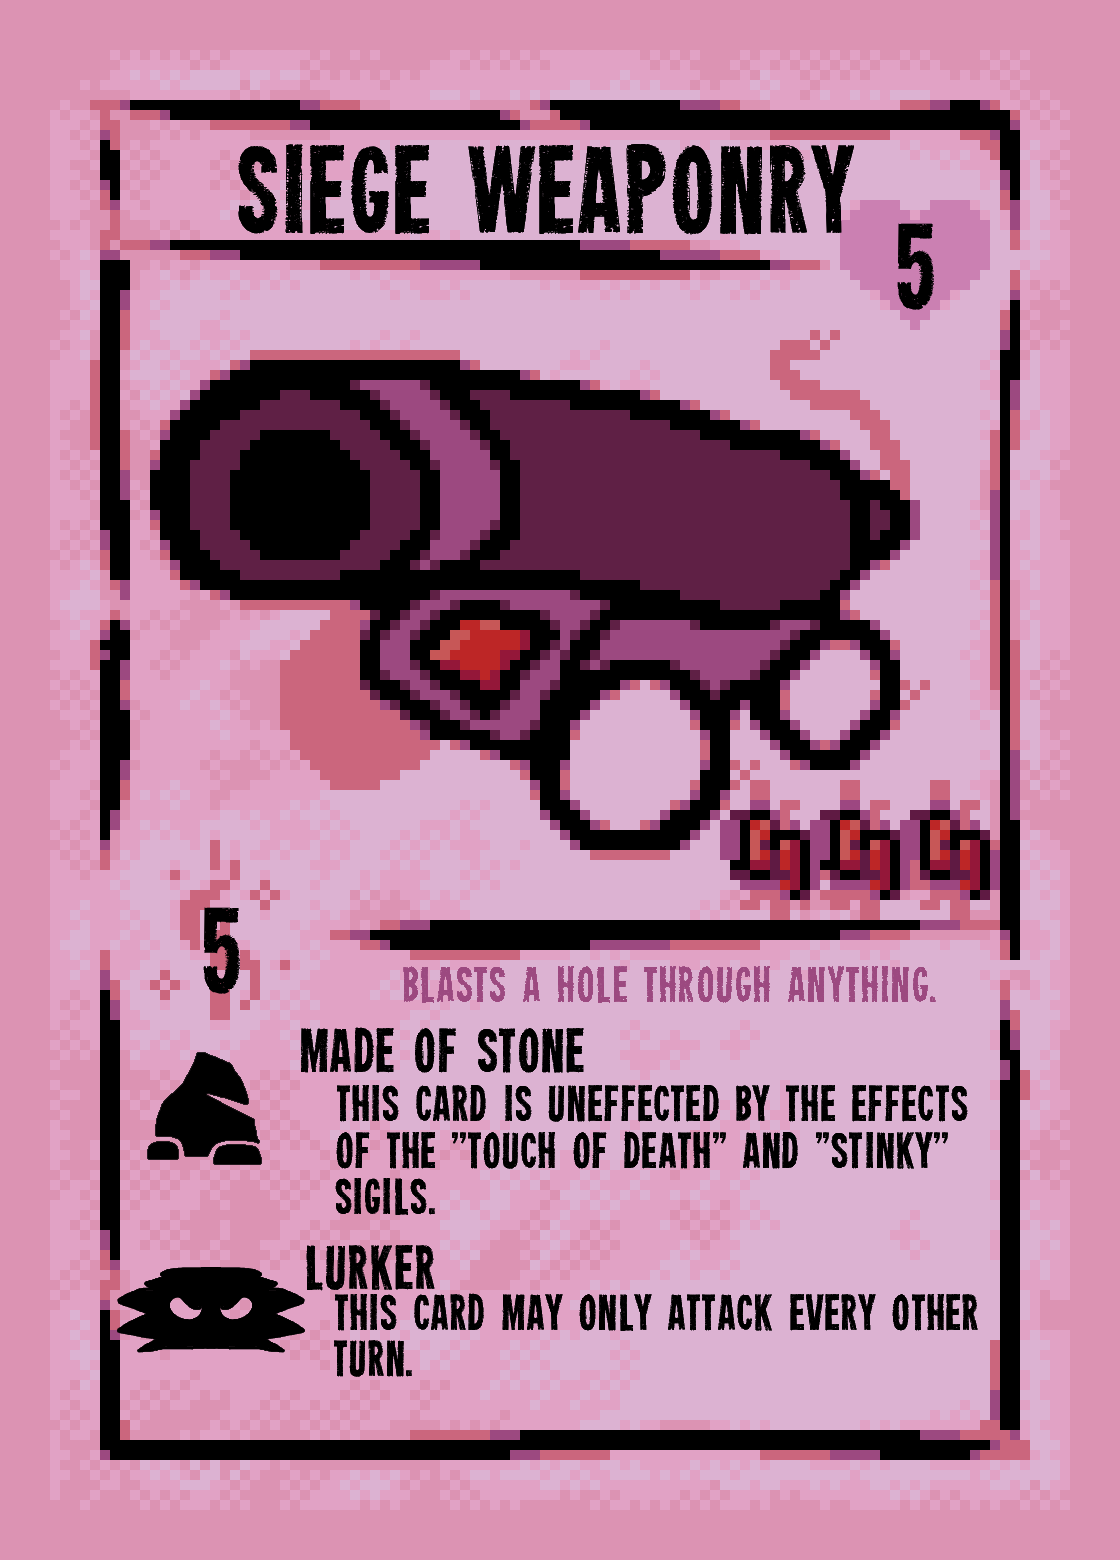 SIEGE WEAPONRY
5
5
BLASTS A HOLE THROUGH ANYTHING.
MADE OF STONE
THIS CARD IS UNEFFECTED BY THE EFFECTS
OF THE "TOUCH OF DEATH" AND "STINKY"
SIGILS.
LURKER
THIS CARD MAY ONLY ATTACK EVERY OTHER
TURN.